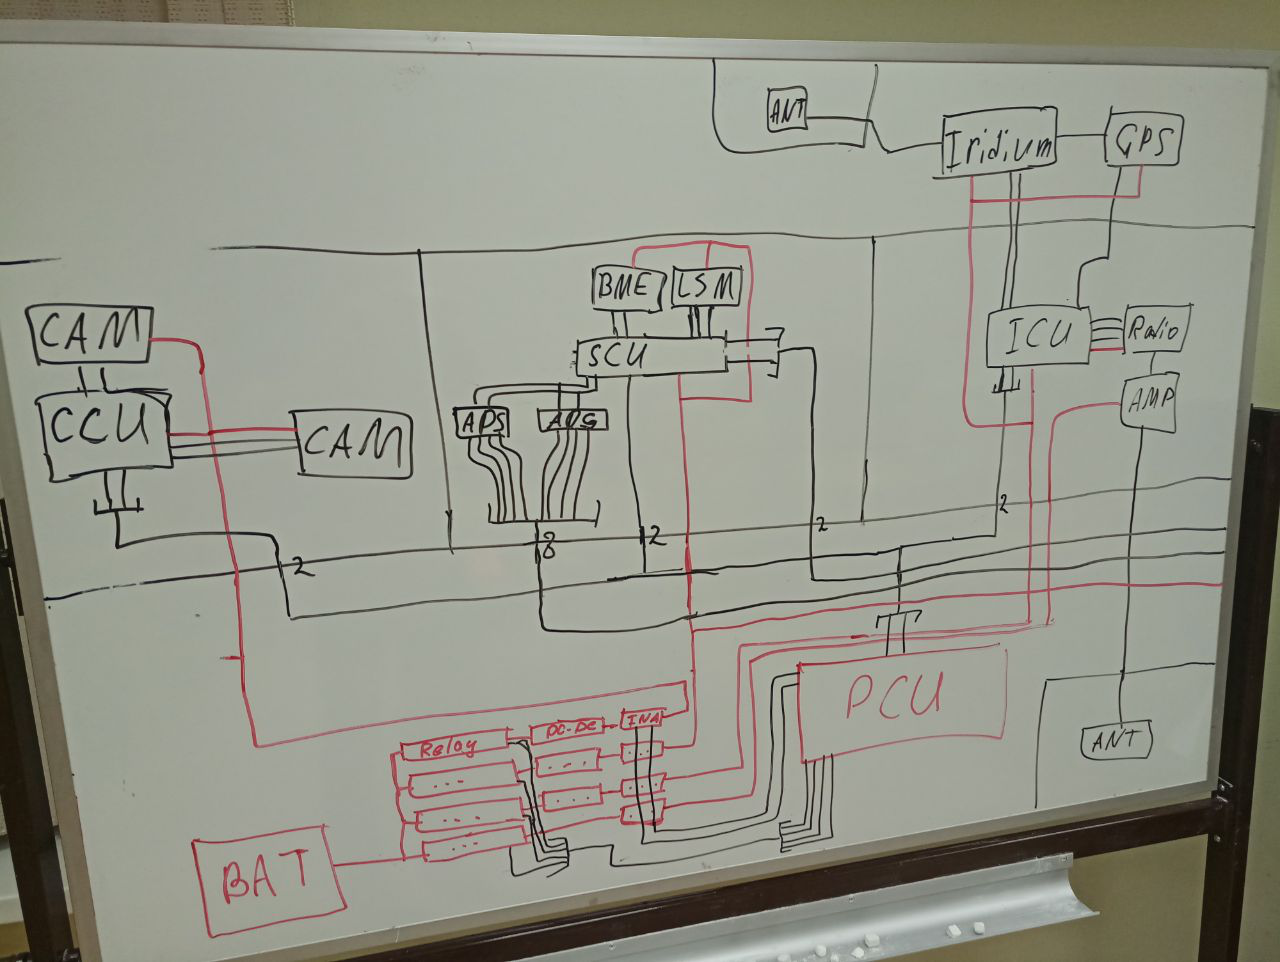 ANT
Iridium
GPS
BME
LSM
CAM
SCU
ICU
Radio
CCU
CAM
APS
AMP
2
8
2
2
2
PCU
INA
DC-DC
Relay
...
...
...
...
...
...
...
...
ANT
BAT